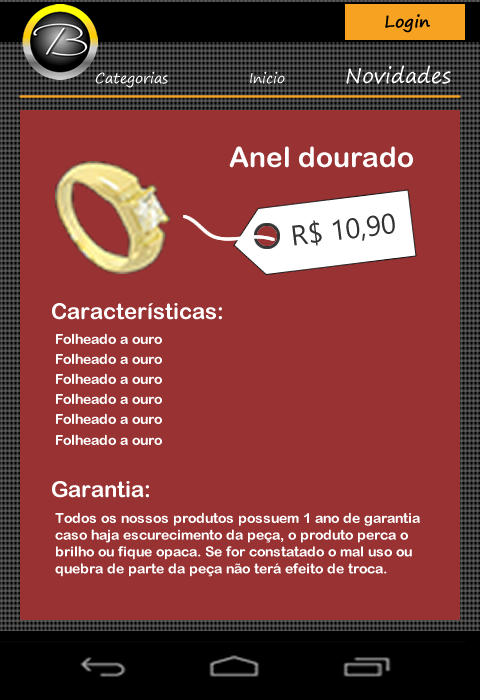 B
Login
Categorias
Inicio
Novidades
Anel dourado
R$ 10,90
Características:
Folheado a ouro
Folheado a ouro
Folheado a ouro
Folheado a ouro
Folheado a ouro
Folheado a ouro
Garantia:
Todos os nossos produtos possuem 1 ano de garantia
caso haja escurecimento da peça, o produto perca o
brilho ou fique opaca. Se for constatado o mal uso ou
quebra de parte da peça não terá efeito de troca.